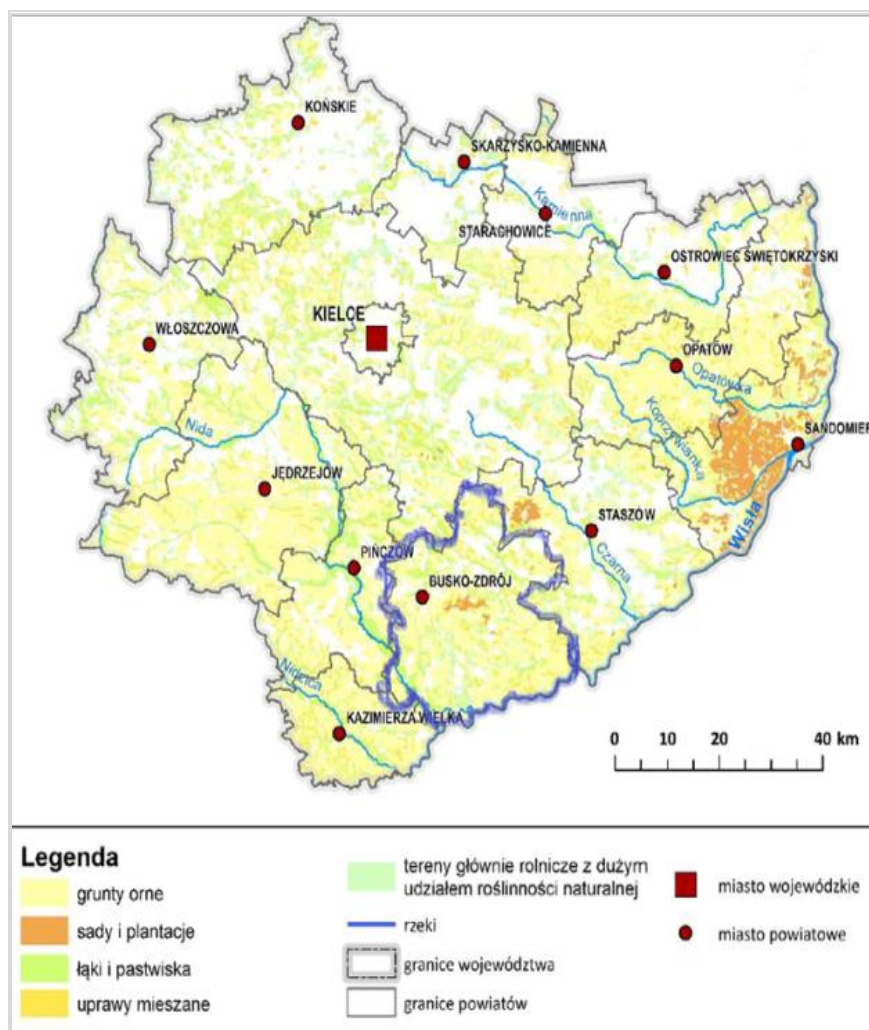 KOŃSKIE
SKARŻYSKO-KAMIENNA
Kamienna
STARACHOWICE
OSTROWIEC ŚWIĘTOKRZYSKI
KIELCE
WŁOSZCZOWA
OPATÓW
Opatówka
Koprzywianka
SANDOMIER
Nida
JĘDRZEJÓW
STASZÓW
Wisła
Czarna
PIŃCZÓW
BUSKO-ZDRÓJ
Nidzica
KAZIMIERZA WIELKA
0 10 20 40 km
Legenda
grunty orne
sady i plantacje
łąki i pastwiska
uprawy mieszane
tereny głównie rolnicze z dużym
udziałem roślinności naturalnej
rzeki
granice województwa
granice powiatów
miasto wojewódzkie
miasto powiatowe